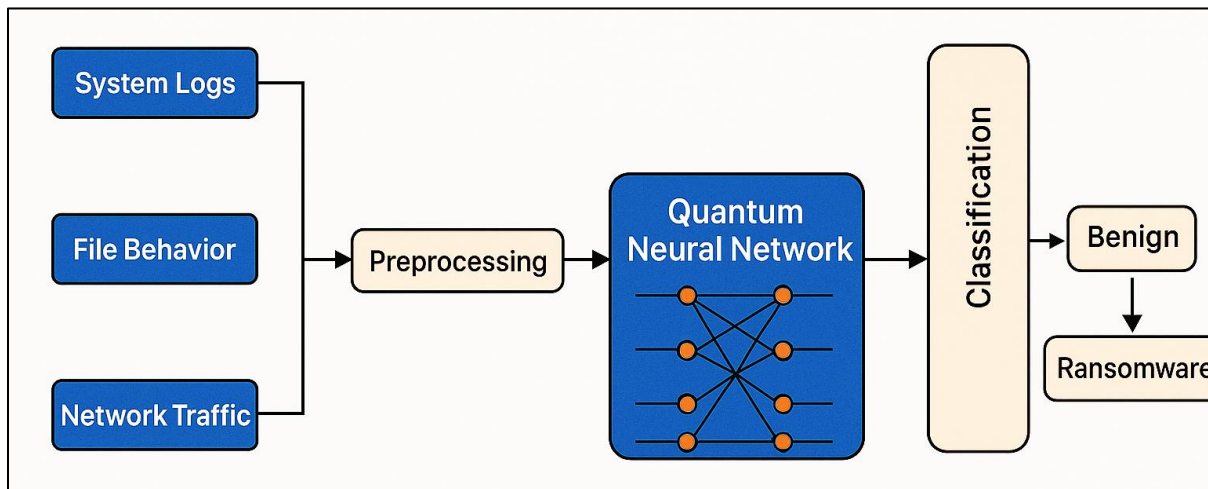 System Logs
File Behavior
Network Traffic
Preprocessing
Quantum
Neural Network
Classification
Benign
Ransomware